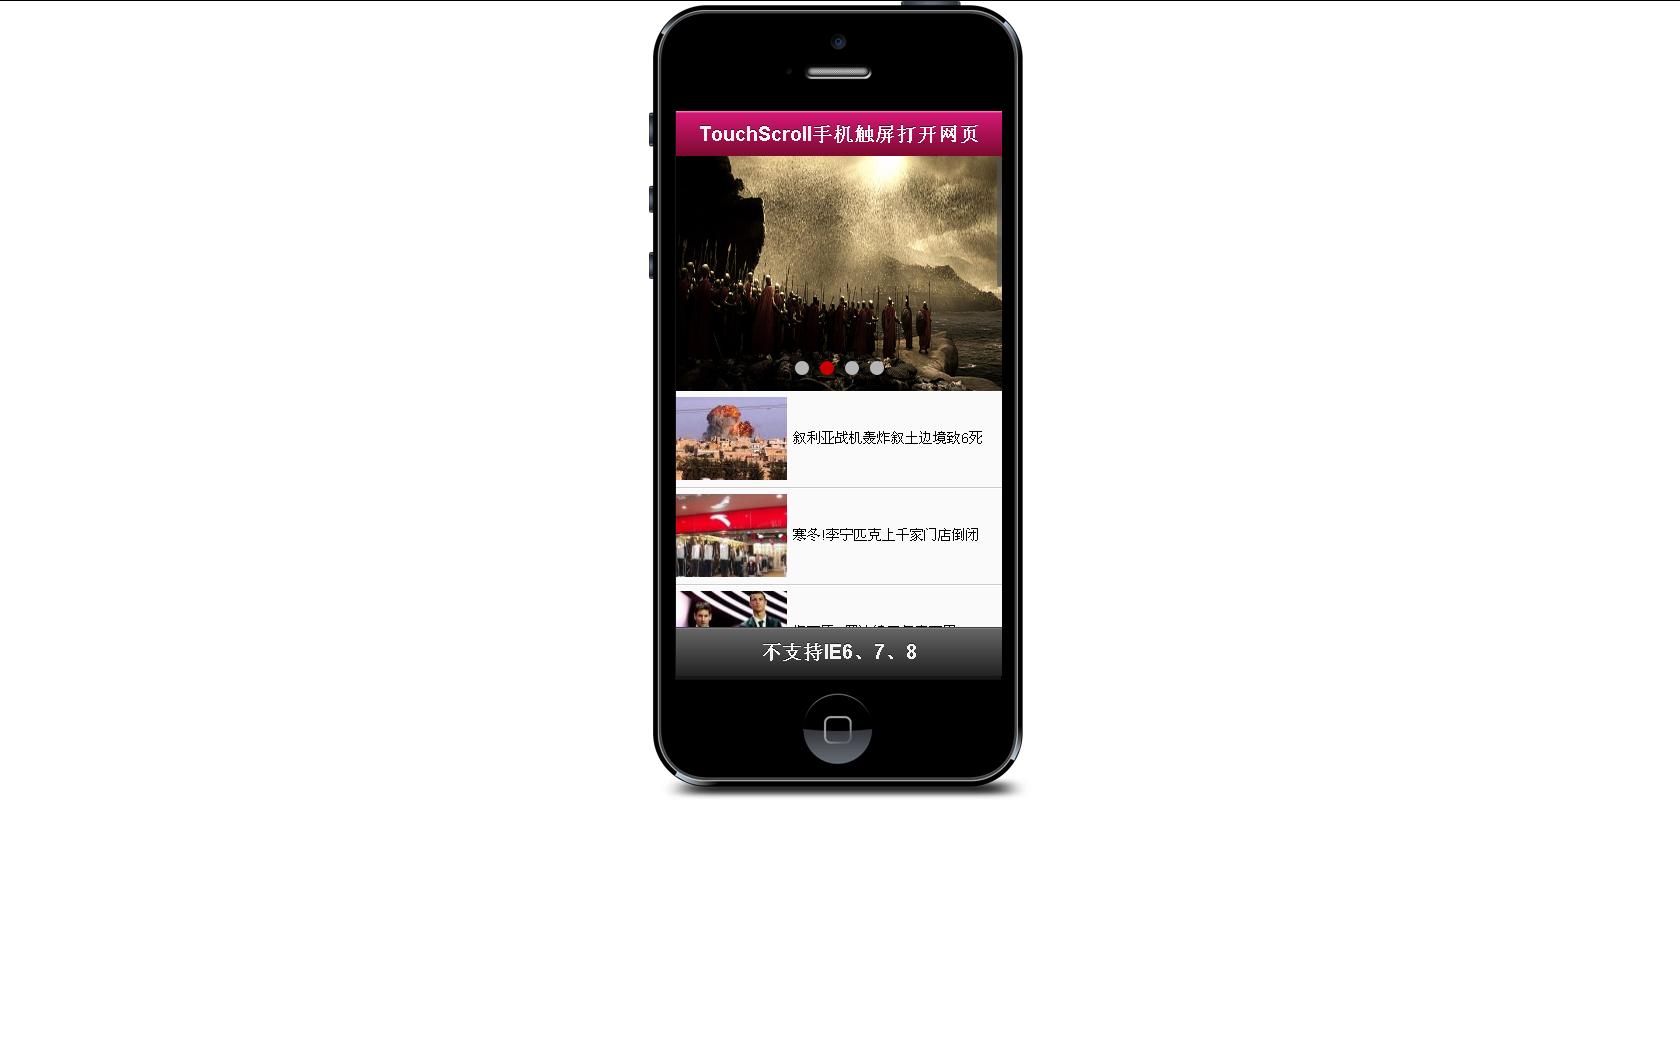 TouchScroll手机触屏打开网页
叙利亚战机轰炸叙土边境致6死
寒冬!李宁匹克上千家门店倒闭
不支持IE6、7、8